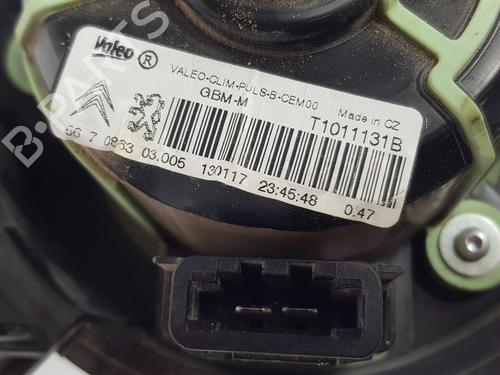 Valeo ®
VALEO-CLIM-PULS-B-CEM00
GBM-M
Made in CZ
T1011131B
56 7 0863 03.005 130117 23:45:48 0.47
B-PARTS